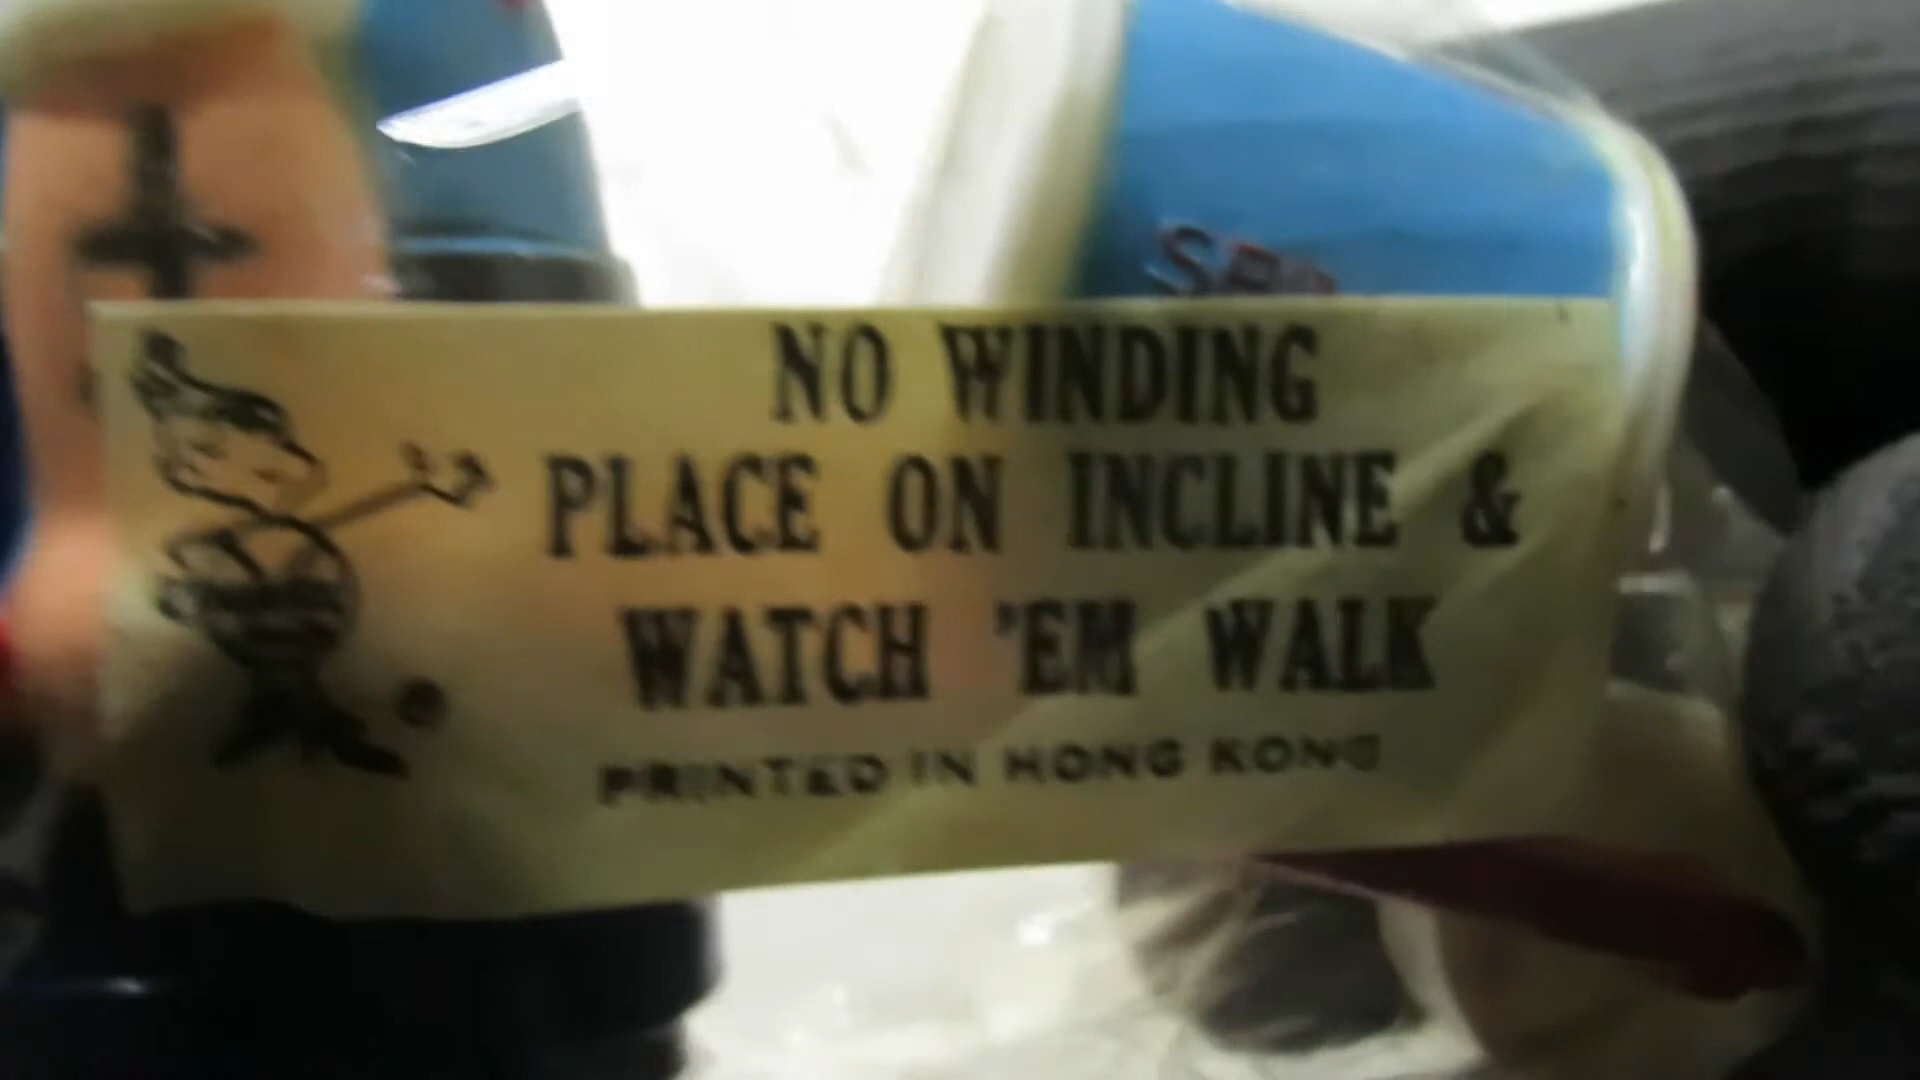 NO WINDING
PLACE ON INCLINE &
WATCH 'EM WALK
PRINTED IN HONG KONG